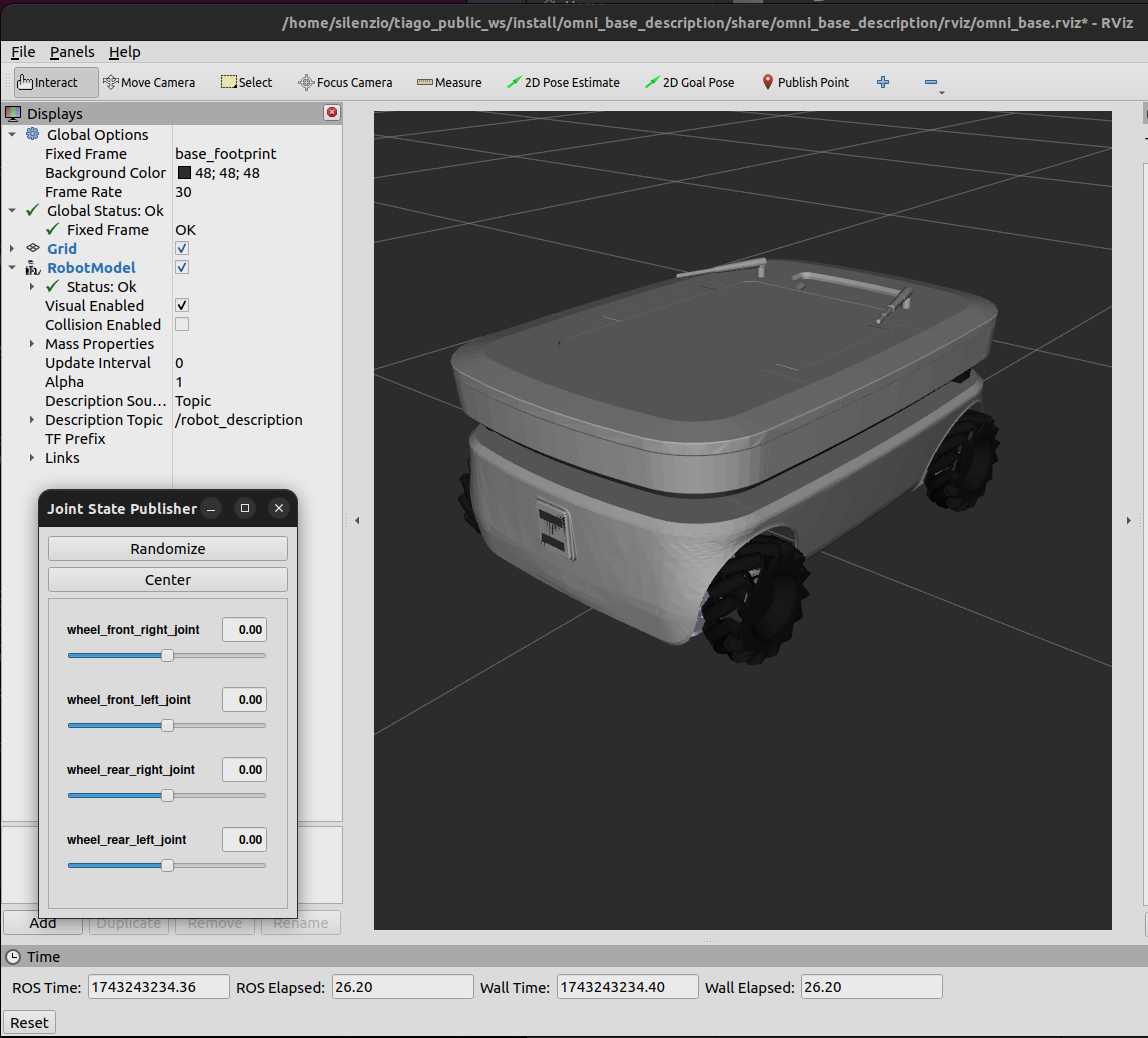 /home/silenzio/tiago_public_ws/install/omni_base_description/share/omni_base_description/rviz/omni_base.rviz* - RViz
File Panels Help
Interact Move Camera Select Focus Camera Measure 2D Pose Estimate 2D Goal Pose Publish Point
Displays
Global Options
Fixed Frame base_footprint
Background Color 48; 48; 48
Frame Rate 30
Global Status: Ok
Fixed Frame OK
Grid
RobotModel
Status: Ok
Visual Enabled
Collision Enabled
Mass Properties
Update Interval 0
Alpha 1
Description Sou... Topic
Description Topic /robot_description
TF Prefix
Links
Joint State Publisher
Randomize
Center
wheel_front_right_joint 0.00
wheel_front_left_joint 0.00
wheel_rear_right_joint 0.00
wheel_rear_left_joint 0.00
Add Duplicate Remove Rename
Time
ROS Time: 1743243234.36 ROS Elapsed: 26.20 Wall Time: 1743243234.40 Wall Elapsed: 26.20
Reset